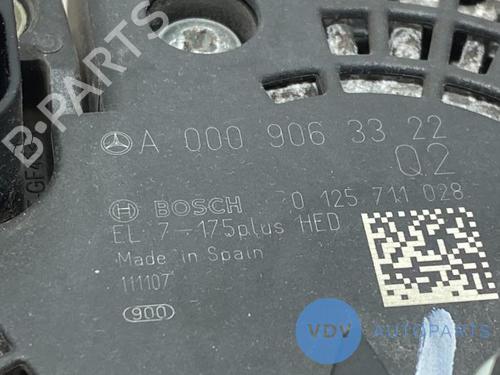 A 000 906 33 22
Q2
BOSCH 0 125 711 028
EL 7-175plus HED
Made in Spain
111107
900
B-PARTS
VDV AUTOPARTS